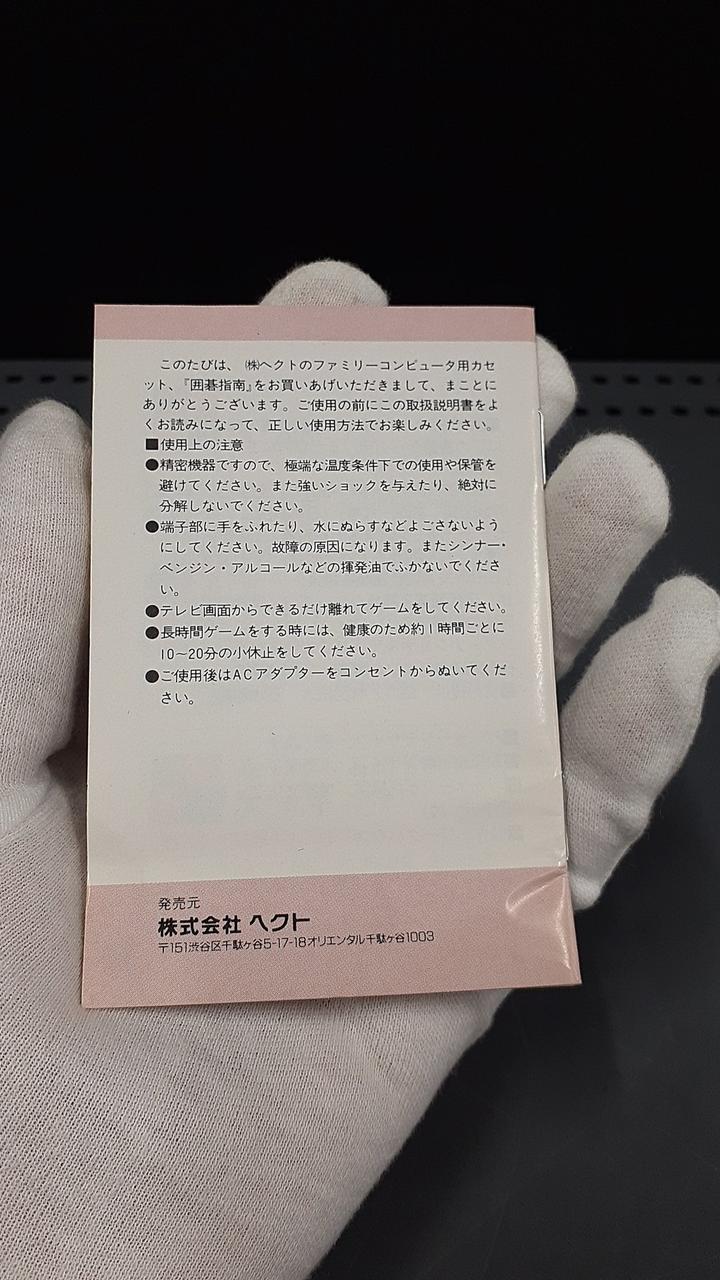 このたびは、㈱ヘクトのファミリーコンピュータ用カセ
ット、『囲碁指南』をお買いあげいただきまして、まことに
ありがとうございます。ご使用の前にこの取扱説明書をよ
くお読みになって、正しい使用方法でお楽しみください。
■使用上の注意
●精密機器ですので、極端な温度条件下での使用や保管を
避けてください。また強いショックを与えたり、絶対に
分解しないでください。
●端子部に手をふれたり、水にぬらすなどよごさないよう
にしてください。故障の原因になります。またシンナー・
ベンジン・アルコールなどの揮発油でふかないでくださ
い。
●テレビ画面からできるだけ離れてゲームをしてください。
●長時間ゲームをする時には、健康のため約1時間ごとに
10～20分の小休止をしてください。
●ご使用後はACアダプターをコンセントからぬいてくだ
さい。
発売元
株式会社 ヘクト
〒151渋谷区千駄ヶ谷5-17-18オリエンタル千駄ヶ谷1003